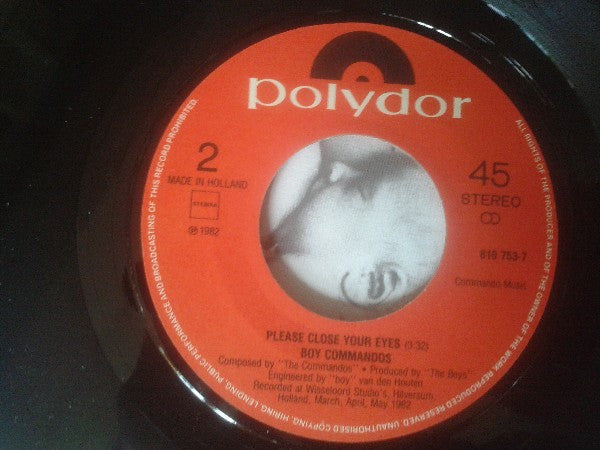 polydor
2
MADE IN HOLLAND
STEMRA
℗ 1982
45
STEREO
810 753-7
Commando Music
PLEASE CLOSE YOUR EYES (3:32)
BOY COMMANDOS
Composed by "The Commandos" • Produced by "The Boys"
Engineered by "boy" van den Houten
Recorded at Wisseloord Studio's, Hilversum
Holland, March, April, May 1982
ALL RIGHTS OF THE PRODUCER AND OF THE OWNER OF THE WORK REPRODUCED RESERVED. UNAUTHORISED COPYING, HIRING, LENDING, PUBLIC PERFORMANCE AND BROADCASTING OF THIS RECORD PROHIBITED.